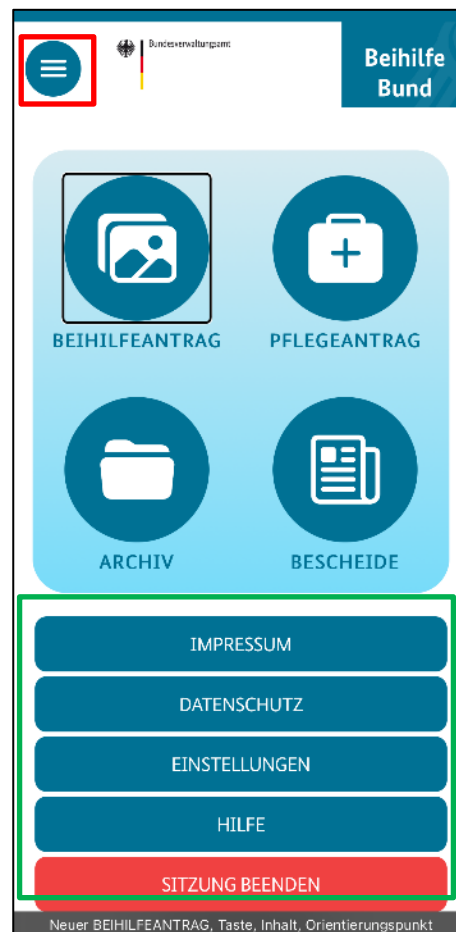 Bundesverwaltungsamt
Beihilfe
Bund
BEIHILFEANTRAG
PFLEGEANTRAG
ARCHIV
BESCHEIDE
IMPRESSUM
DATENSCHUTZ
EINSTELLUNGEN
HILFE
SITZUNG BEENDEN
Neuer BEIHILFEANTRAG, Taste, Inhalt, Orientierungspunkt